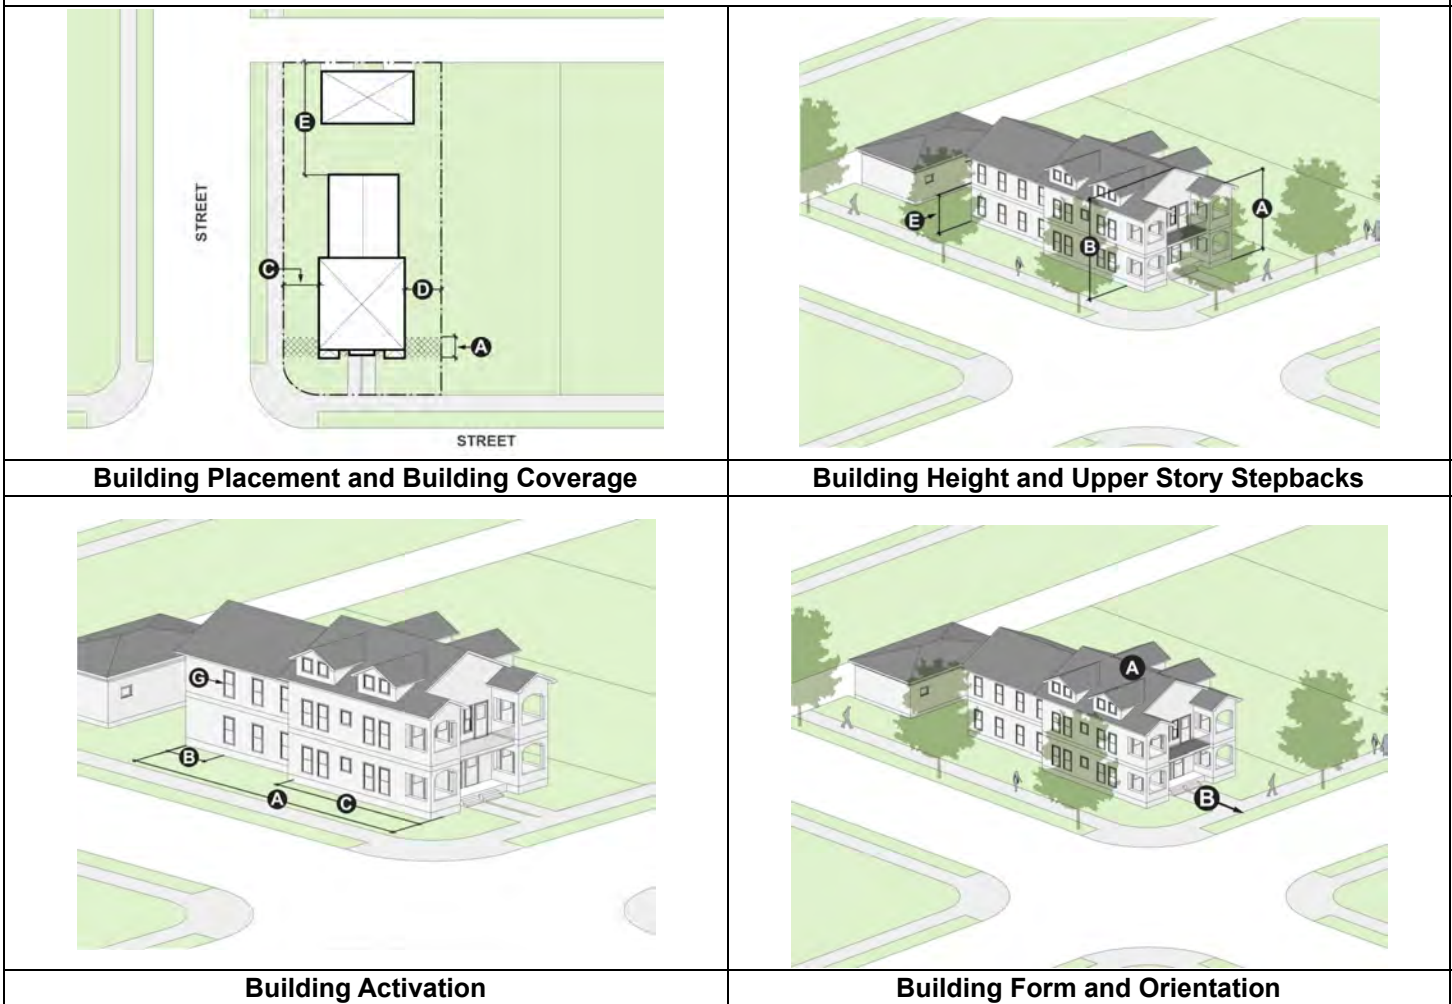 E
STREET
C
D
A
STREET
A
E
B
Building Placement and Building Coverage
Building Height and Upper Story Stepbacks
G
B
A
C
A
B
Building Activation
Building Form and Orientation